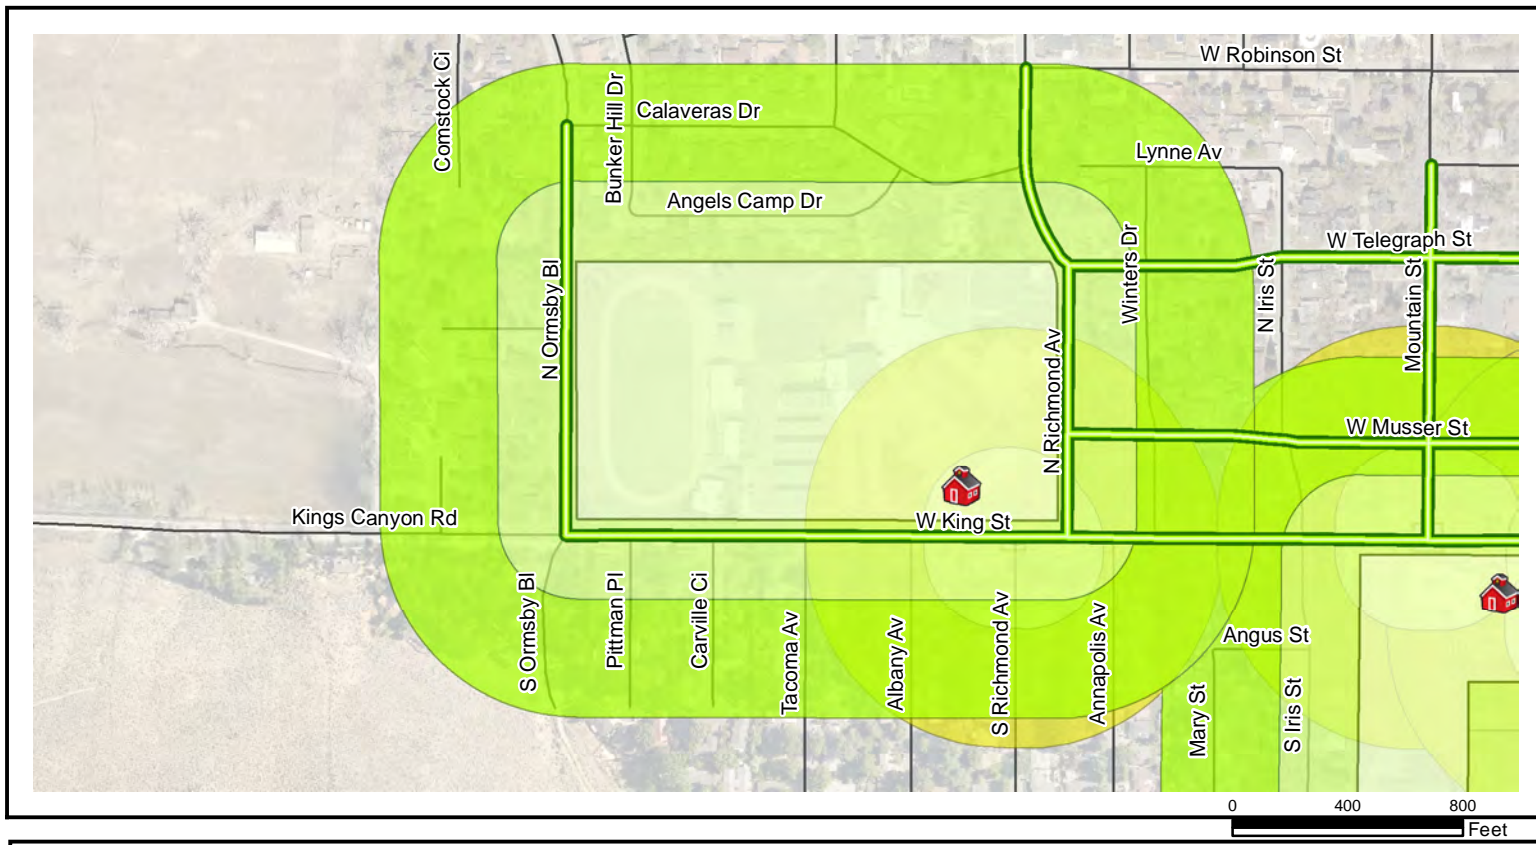 W Robinson St
Comstock Ci
Bunker Hill Dr
Calaveras Dr
Lynne Av
Angels Camp Dr
W Telegraph St
Winters Dr
N Iris St
Mountain St
N Ormsby Bl
N Richmond Av
W Musser St
Kings Canyon Rd
W King St
S Ormsby Bl
Pittman Pl
Carville Ci
Tacoma Av
Albany Av
S Richmond Av
Annapolis Av
Angus St
Mary St
S Iris St
0 400 800
Feet